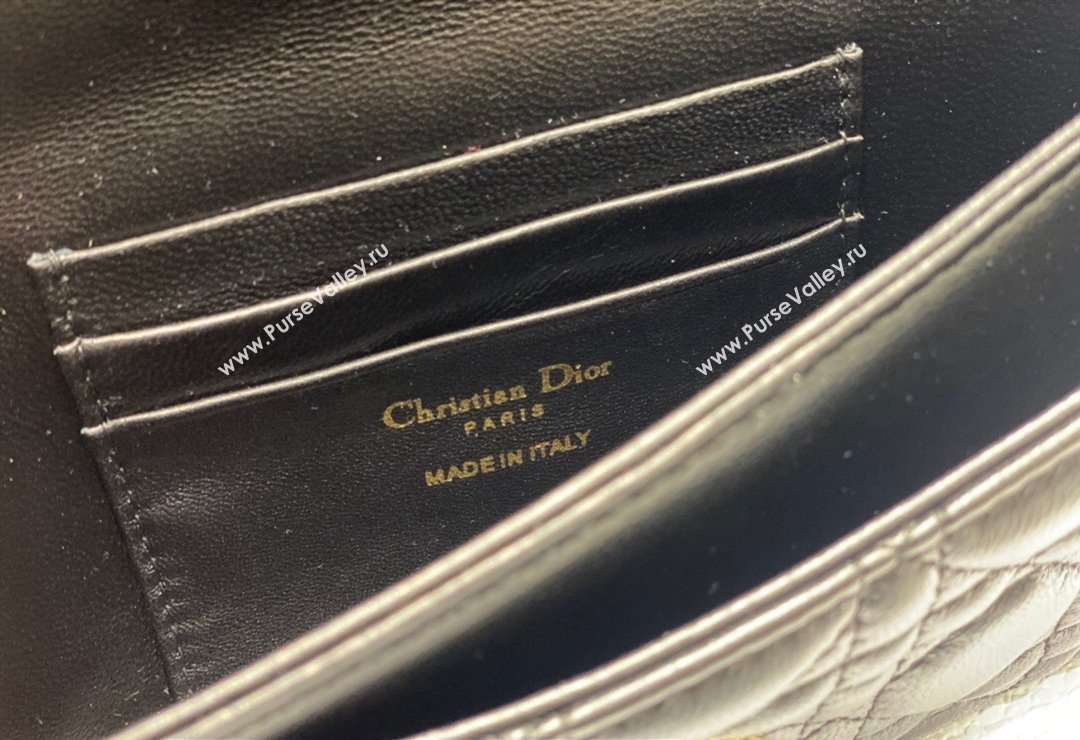 www.PurseValley.ru
www.PurseValley.ru
Christian Dior
PARIS
MADE IN ITALY